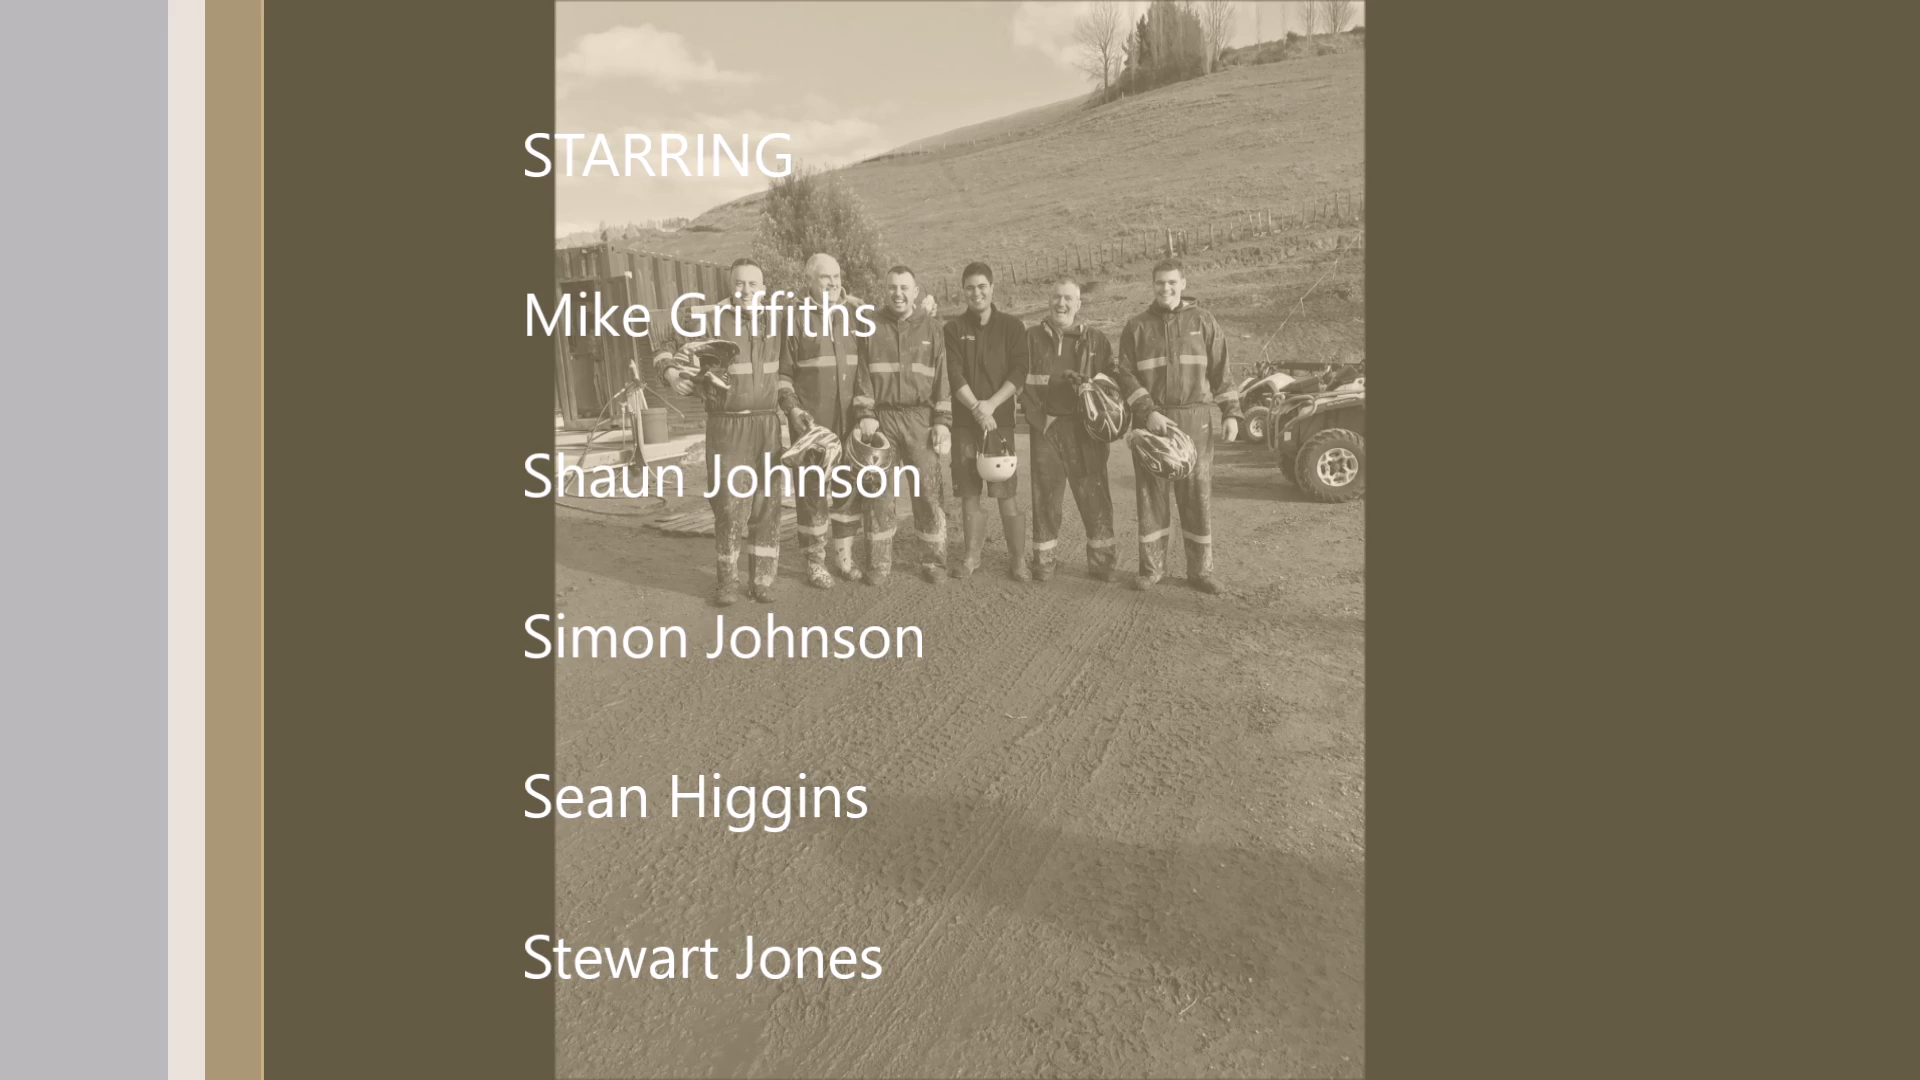 STARRING
Mike Griffiths
Shaun Johnson
Simon Johnson
Sean Higgins
Stewart Jones